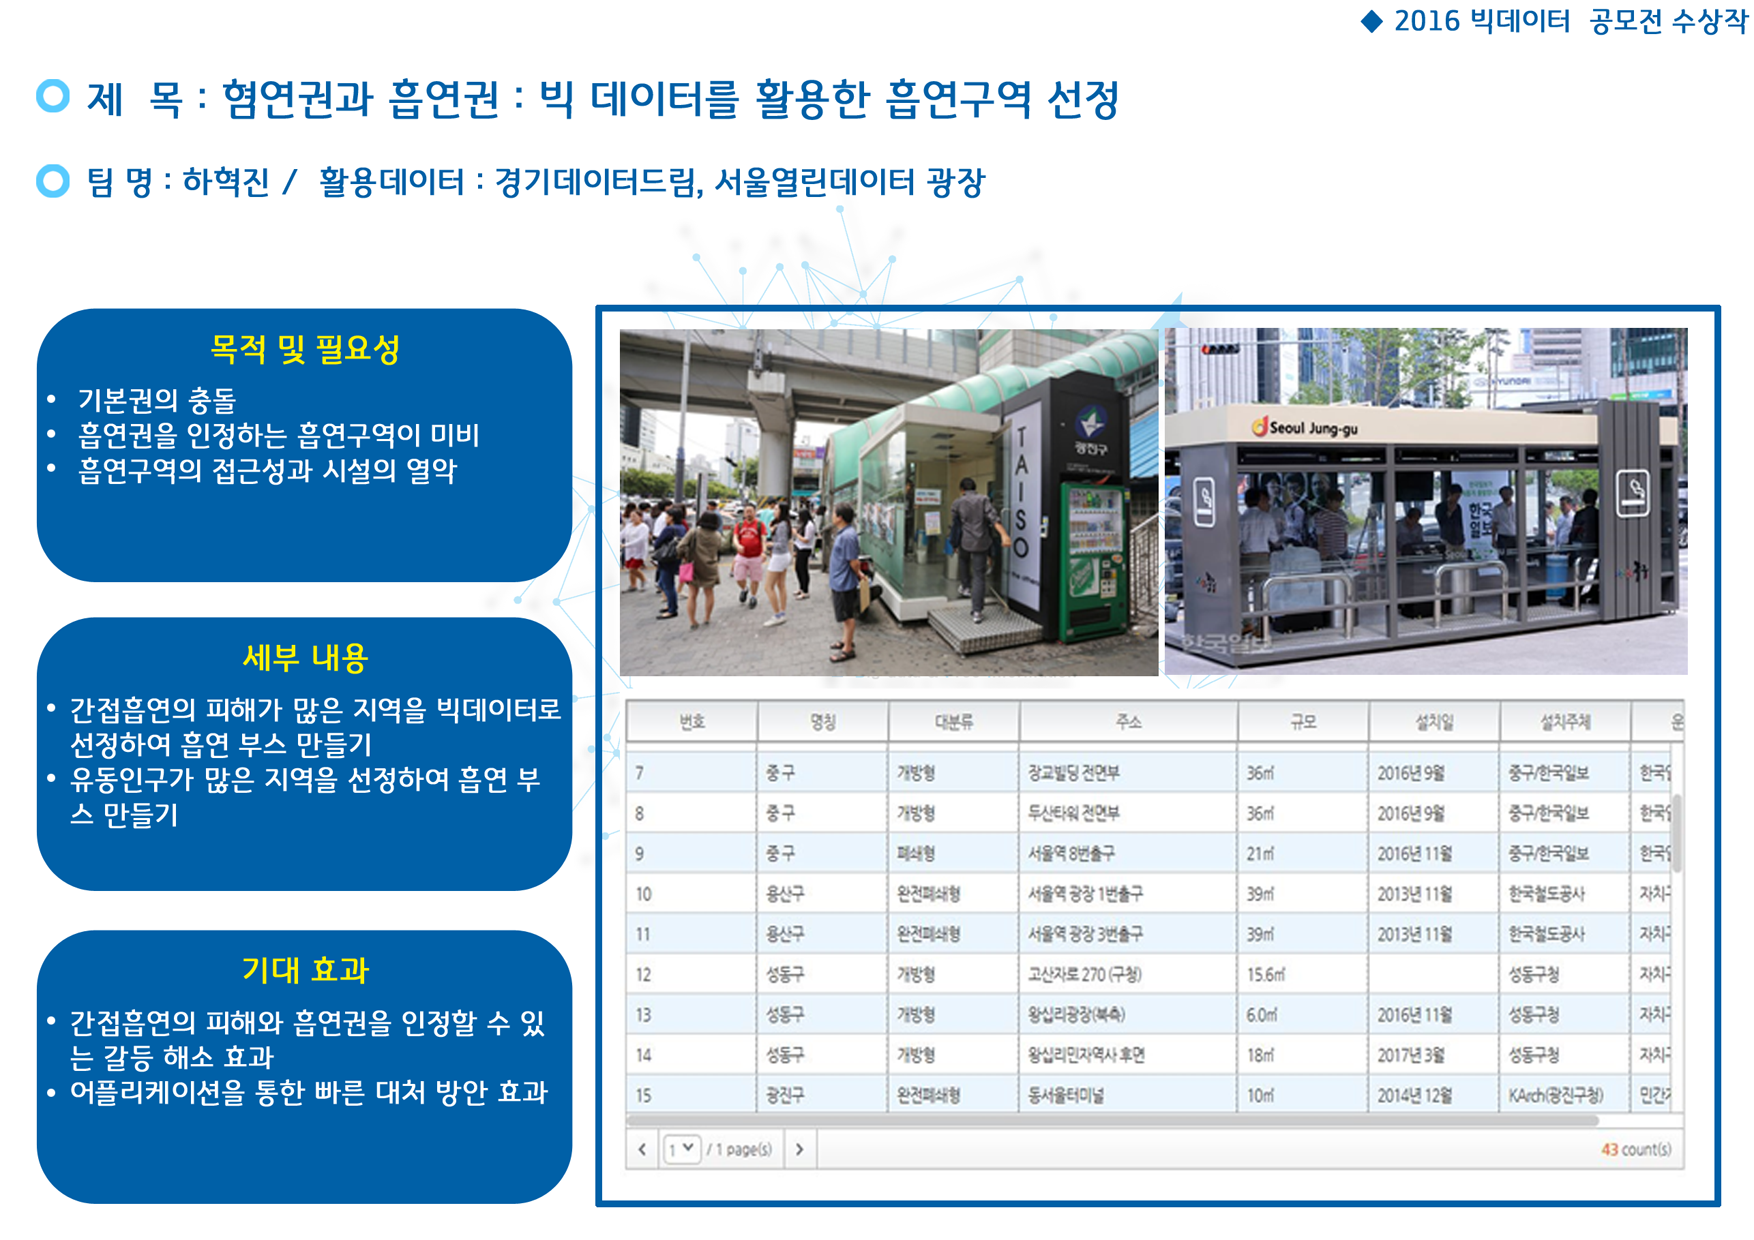 ◆ 2016 빅데이터 공모전 수상작
제 목 : 혐연권과 흡연권 : 빅 데이터를 활용한 흡연구역 선정
팀 명 : 하혁진 / 활용데이터 : 경기데이터드림, 서울열린데이터 광장
목적 및 필요성
• 기본권의 충돌
• 흡연권을 인정하는 흡연구역이 미비
• 흡연구역의 접근성과 시설의 열악
세부 내용
• 간접흡연의 피해가 많은 지역을 빅데이터로
선정하여 흡연 부스 만들기
• 유동인구가 많은 지역을 선정하여 흡연 부
스 만들기
기대 효과
• 간접흡연의 피해와 흡연권을 인정할 수 있
는 갈등 해소 효과
• 어플리케이션을 통한 빠른 대처 방안 효과
TAISO
광진구
Seoul Jung-gu
HYUNDAI
한국일보
한국일보
번호 명칭 대분류 주소 규모 설치일 설치주체 운
7 중구 개방형 장교빌딩 전면부 36㎡ 2016년 9월 중구/한국일보 한국일
8 중구 개방형 두산타워 전면부 36㎡ 2016년 9월 중구/한국일보 한국일
9 중구 폐쇄형 서울역 8번출구 21㎡ 2016년 11월 중구/한국일보 한국일
10 용산구 완전폐쇄형 서울역 광장 1번출구 39㎡ 2013년 11월 한국철도공사 자치구
11 용산구 완전폐쇄형 서울역 광장 3번출구 39㎡ 2013년 11월 한국철도공사 자치구
12 성동구 개방형 고산자로 270 (구청) 15.6㎡ 성동구청 자치구
13 성동구 개방형 왕십리광장(북측) 6.0㎡ 2016년 11월 성동구청 자치구
14 성동구 개방형 왕십리민자역사 후면 18㎡ 2017년 3월 성동구청 자치구
15 광진구 완전폐쇄형 동서울터미널 10㎡ 2014년 12월 KArch(광진구청) 민간
1 / 1 page(s) 43 count(s)